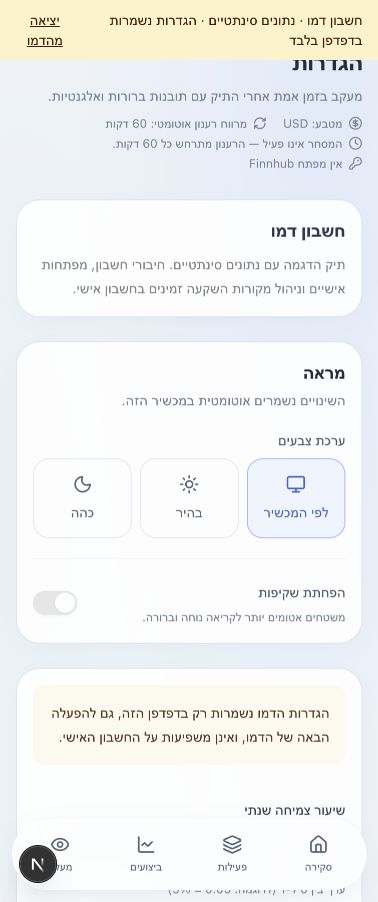 חשבון דמו · נתונים סינתטיים · הגדרות נשמרות
בדפדפן בלבד
יציאה
מהדמו
הגדרות
מעקב בזמן אמת אחרי התיק עם תובנות ברורות ואלגנטיות.
מטבע: USD מרווח רענון אוטומטי: 60 דקות
המסחר אינו פעיל — הרענון מתרחש כל 60 דקות.
אין מפתח Finnhub
חשבון דמו
תיק הדגמה עם נתונים סינתטיים. חיבורי חשבון, מפתחות
אישיים וניהול מקורות השקעה זמינים בחשבון אישי.
מראה
השינויים נשמרים אוטומטית במכשיר הזה.
ערכת צבעים
לפי המכשיר
בהיר
כהה
הפחתת שקיפות
משטחים אטומים יותר לקריאה נוחה וברורה.
הגדרות הדמו נשמרות רק בדפדפן הזה, גם להפעלה
הבאה של הדמו, ואינן משפיעות על החשבון האישי.
שיעור צמיחה שנתי
סקירה
פעילות
ביצועים
N